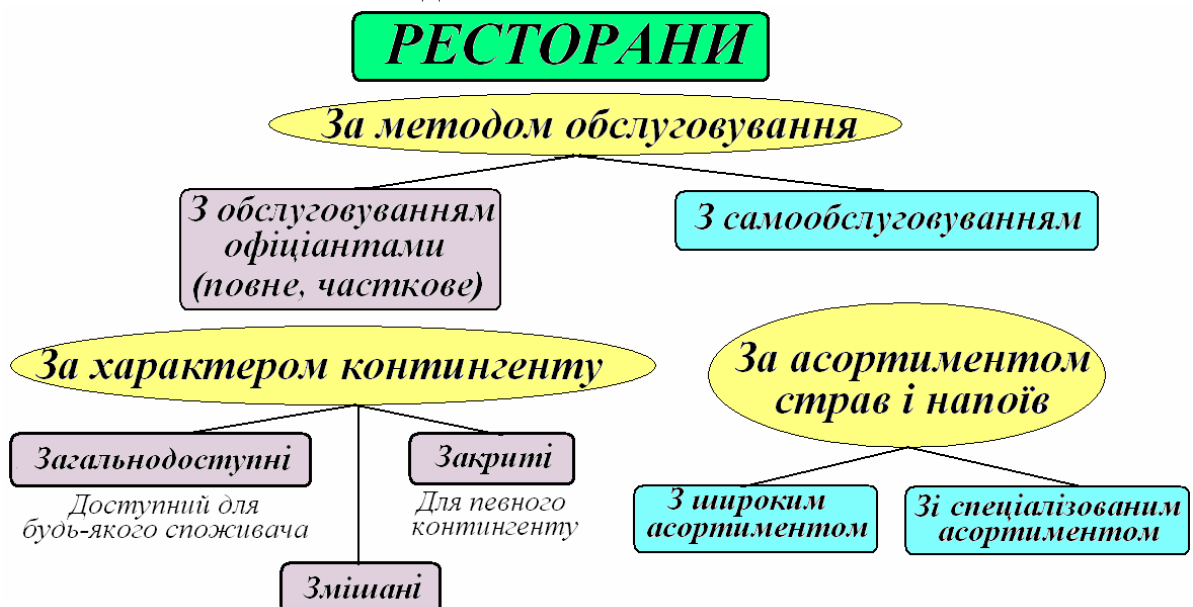 РЕСТОРАНИ
За методом обслуговування
З обслуговуванням
офіціантами
(повне, часткове)
З самообслуговуванням
За характером контингенту
Загальнодоступні
Доступний для
будь-якого споживача
Закриті
Для певного
контингенту
Змішані
За асортиментом
страв і напоїв
З широким
асортиментом
Зі спеціалізованим
асортиментом